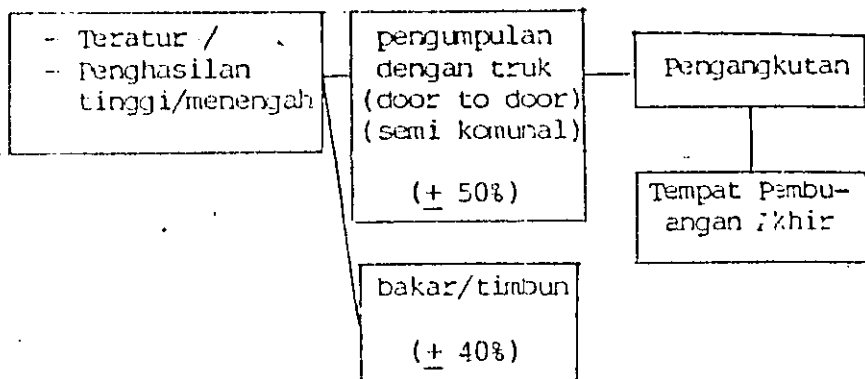 - Teratur /
- Penghasilan
tinggi/menengah
pengumpulan
dengan truk
(door to door)
(semi komunal)
(± 50%)
Pengangkutan
Tempat Pembu-
angan Akhir
bakar/timbun
(± 40%)